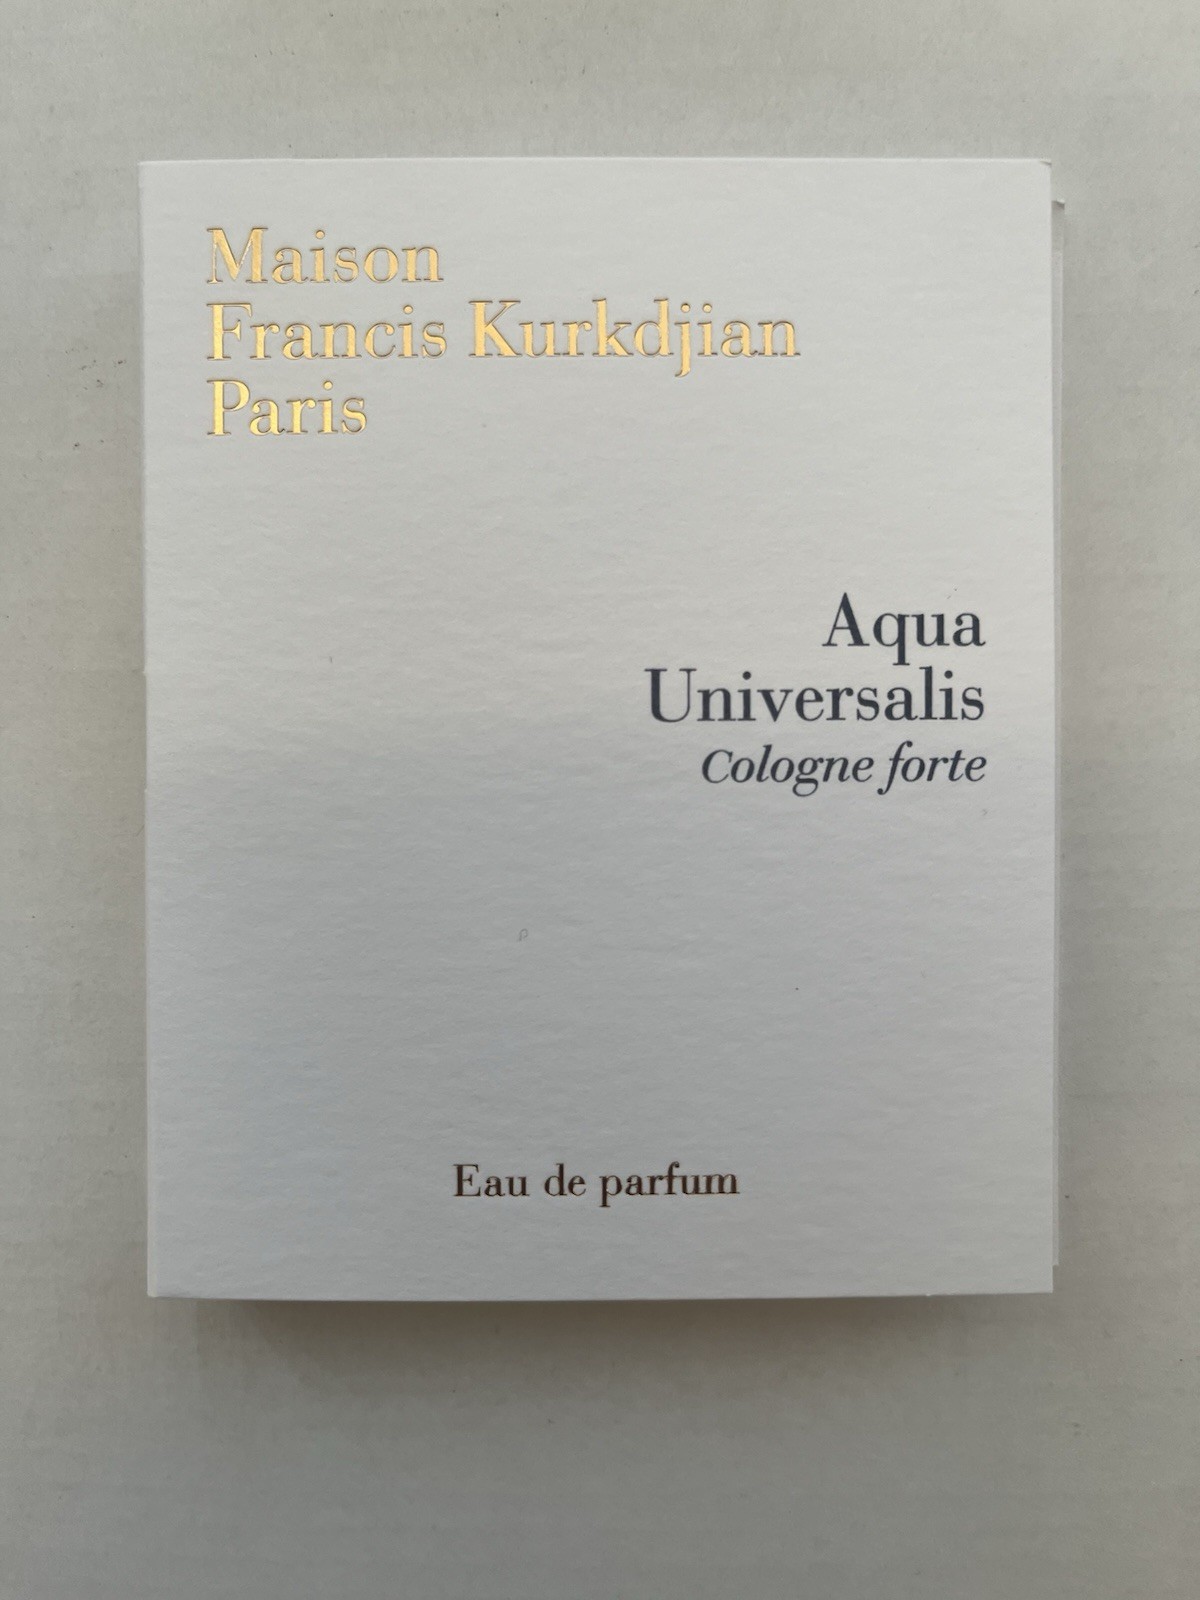 Maison
Francis Kurkdjian
Paris
Aqua
Universalis
Cologne forte
Eau de parfum